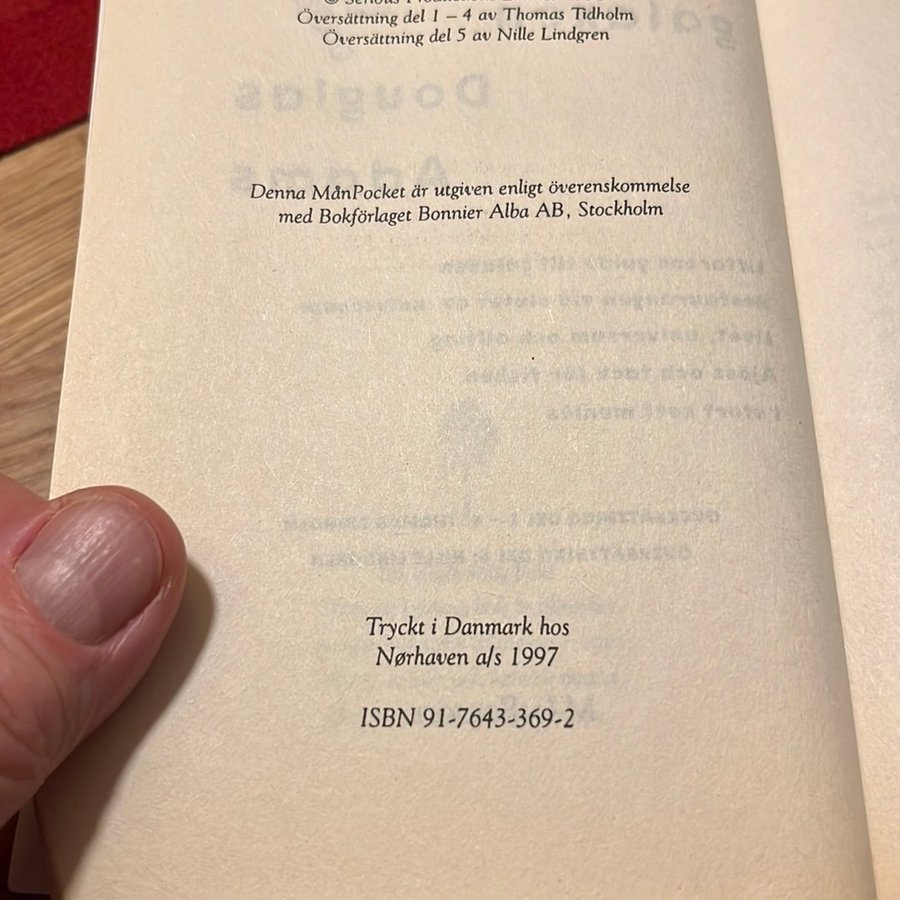 Översättning del 1 – 4 av Thomas Tidholm
Översättning del 5 av Nille Lindgren
Denna MånPocket är utgiven enligt överenskommelse
med Bokförlaget Bonnier Alba AB, Stockholm
Tryckt i Danmark hos
Nørhaven a/s 1997
ISBN 91-7643-369-2